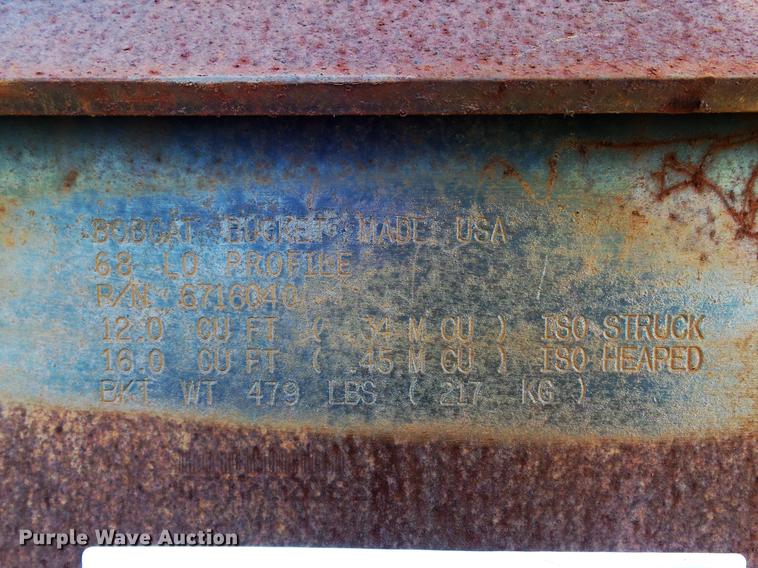 BOBCAT BUCKET MADE USA
68 LO PROFILE
P/N 6716040
12.0 CU FT ( .34 M CU ) ISO STRUCK
16.0 CU FT ( .45 M CU ) ISO HEAPED
BKT WT 479 LBS ( 217 KG )
Purple Wave Auction